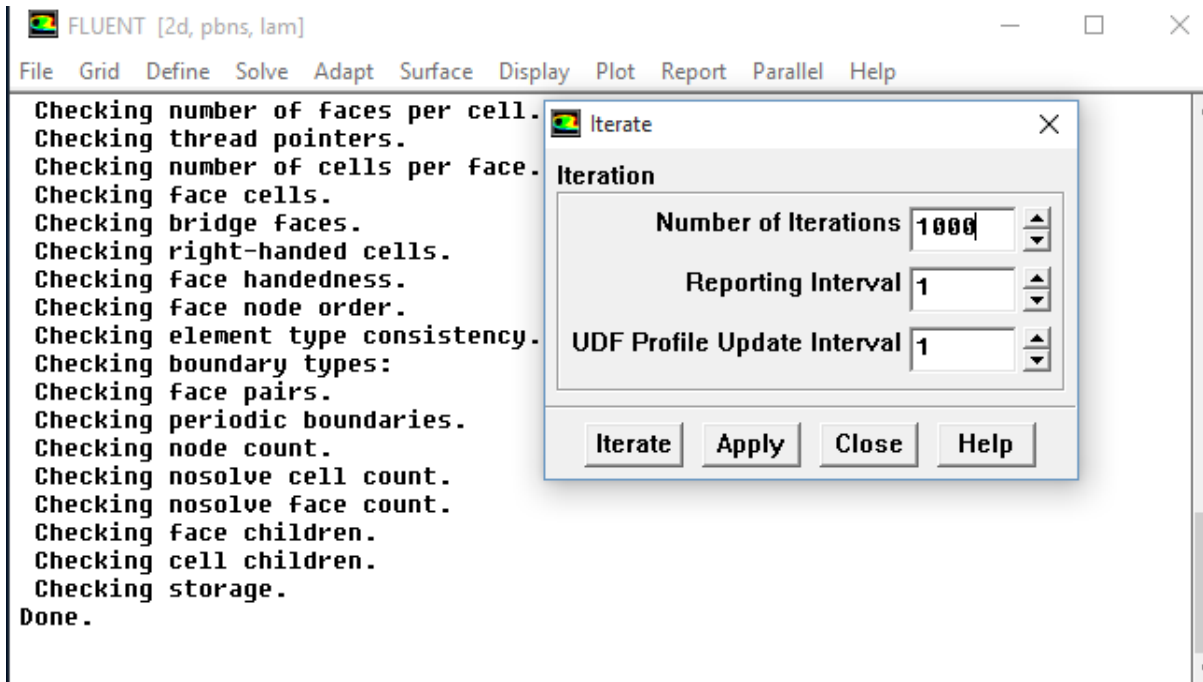 FLUENT [2d, pbns, lam]
File Grid Define Solve Adapt Surface Display Plot Report Parallel Help
Checking number of faces per cell.
Checking thread pointers.
Checking number of cells per face.
Checking face cells.
Checking bridge faces.
Checking right-handed cells.
Checking face handedness.
Checking face node order.
Checking element type consistency.
Checking boundary types:
Checking face pairs.
Checking periodic boundaries.
Checking node count.
Checking nosolve cell count.
Checking nosolve face count.
Checking face children.
Checking cell children.
Checking storage.
Done.
Iterate
Iteration
Number of Iterations 1000
Reporting Interval 1
UDF Profile Update Interval 1
Iterate Apply Close Help